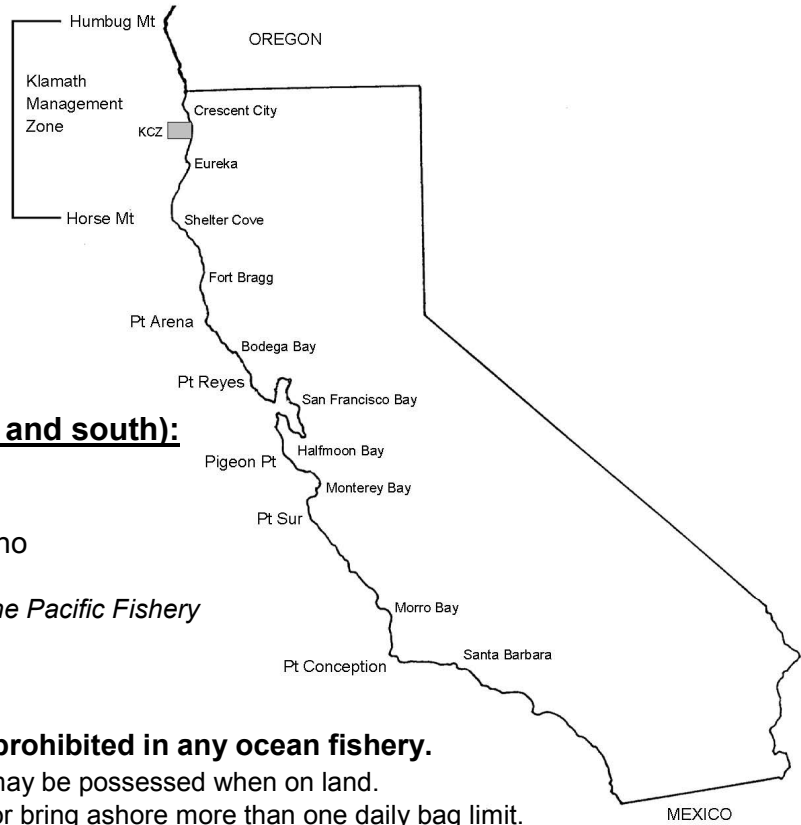 Humbug Mt
OREGON
Klamath
Management
Zone
Crescent City
KCZ
Eureka
Horse Mt
Shelter Cove
Fort Bragg
Pt Arena
Bodega Bay
Pt Reyes
San Francisco Bay
and south):
Halfmoon Bay
Pigeon Pt
Monterey Bay
Pt Sur
no
ne Pacific Fishery
Morro Bay
Santa Barbara
Pt Conception
prohibited in any ocean fishery.
may be possessed when on land.
or bring ashore more than one daily bag limit.
MEXICO